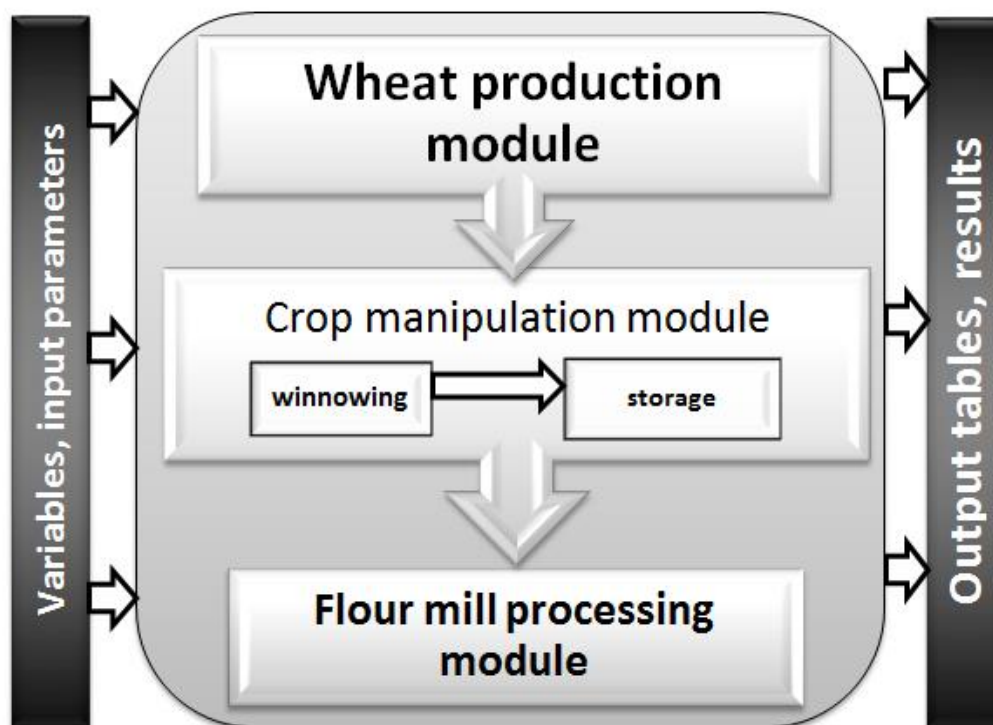 Variables, input parameters
Wheat production
module
Crop manipulation module
winnowing
storage
Flour mill processing
module
Output tables, results